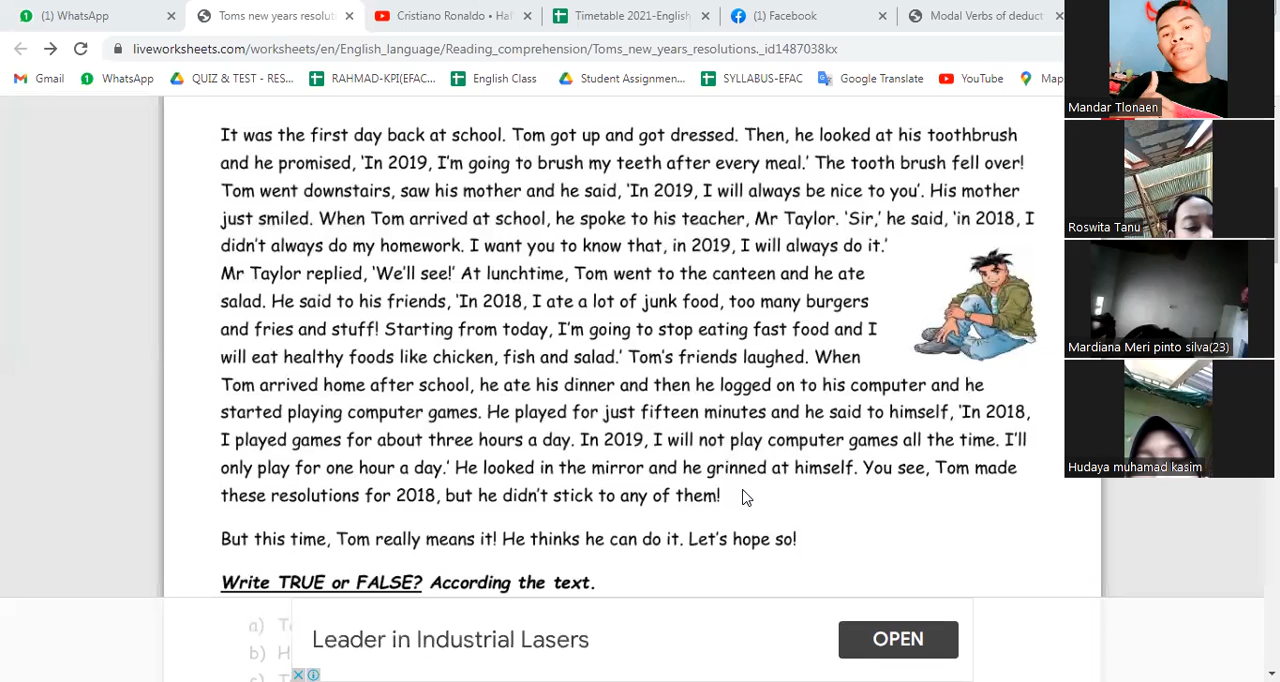 (1) WhatsApp
Toms new years resolut
Cristiano Ronaldo • Hai
Timetable 2021-English
(1) Facebook
Modal Verbs of deduct
liveworksheets.com/worksheets/en/English_language/Reading_comprehension/Toms_new_years_resolutions._id1487038kx
Gmail
WhatsApp
QUIZ & TEST - RES...
RAHMAD-KPI(EFAC...
English Class
Student Assignmen...
SYLLABUS-EFAC
Google Translate
YouTube
Map
It was the first day back at school. Tom got up and got dressed. Then, he looked at his toothbrush
and he promised, 'In 2019, I'm going to brush my teeth after every meal.' The tooth brush fell over!
Tom went downstairs, saw his mother and he said, 'In 2019, I will always be nice to you'. His mother
just smiled. When Tom arrived at school, he spoke to his teacher, Mr Taylor. 'Sir,' he said, 'in 2018, I
didn't always do my homework. I want you to know that, in 2019, I will always do it.'
Mr Taylor replied, 'We'll see!' At lunchtime, Tom went to the canteen and he ate
salad. He said to his friends, 'In 2018, I ate a lot of junk food, too many burgers
and fries and stuff! Starting from today, I'm going to stop eating fast food and I
will eat healthy foods like chicken, fish and salad.' Tom's friends laughed. When
Tom arrived home after school, he ate his dinner and then he logged on to his computer and he
started playing computer games. He played for just fifteen minutes and he said to himself, 'In 2018,
I played games for about three hours a day. In 2019, I will not play computer games all the time. I'll
only play for one hour a day.' He looked in the mirror and he grinned at himself. You see, Tom made
these resolutions for 2018, but he didn't stick to any of them!
But this time, Tom really means it! He thinks he can do it. Let's hope so!
Write TRUE or FALSE? According the text.
a) T
b) H
c)
Leader in Industrial Lasers
OPEN
Mandar Tlonaen
Roswita Tanu
Mardiana Meri pinto silva(23)
Hudaya muhamad kasim